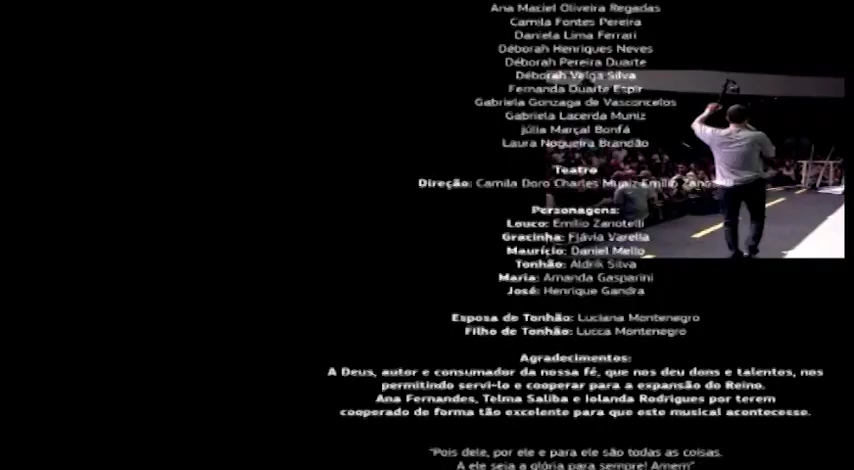 Ana Maciel Oliveira Regadas
Camila Fontes Pereira
Daniela Lima Ferrari
Déborah Henriques Neves
Déborah Pereira Duarte
Déborah Veiga Silva
Fernanda Duarte Espir
Gabriela Gonzaga de Vasconcelos
Gabriela Lacerda Muniz
Júlia Marçal Bonfá
Laura Nogueira Brandão
Teatro
Direção: Camila Doro Charles Muniz Emílio Zanotelli
Personagens:
Louco: Emílio Zanotelli
Gracinha: Flávia Varella
Maurício: Daniel Mello
Tonhão: Aldrik Silva
Maria: Amanda Gasparini
José: Henrique Gandra
Esposa de Tonhão: Luciana Montenegro
Filho de Tonhão: Lucca Montenegro
Agradecimentos:
A Deus, autor e consumador da nossa fé, que nos deu dons e talentos, nos
permitindo servi-lo e cooperar para a expansão do Reino.
Ana Fernandes, Telma Saliba e Iolanda Rodrigues por terem
cooperado de forma tão excelente para que este musical acontecesse.
"Pois dele, por ele e para ele são todas as coisas.
A ele seja a glória para sempre! Amém"